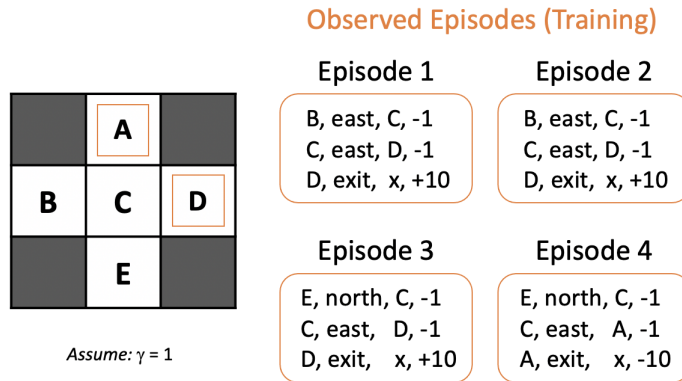 Observed Episodes (Training)
Episode 1
Episode 2
B, east, C, -1
C, east, D, -1
D, exit, x, +10
B, east, C, -1
C, east, D, -1
D, exit, x, +10
A
B C D
E
Episode 3
Episode 4
E, north, C, -1
C, east, D, -1
D, exit, x, +10
E, north, C, -1
C, east, A, -1
A, exit, x, -10
Assume: γ = 1